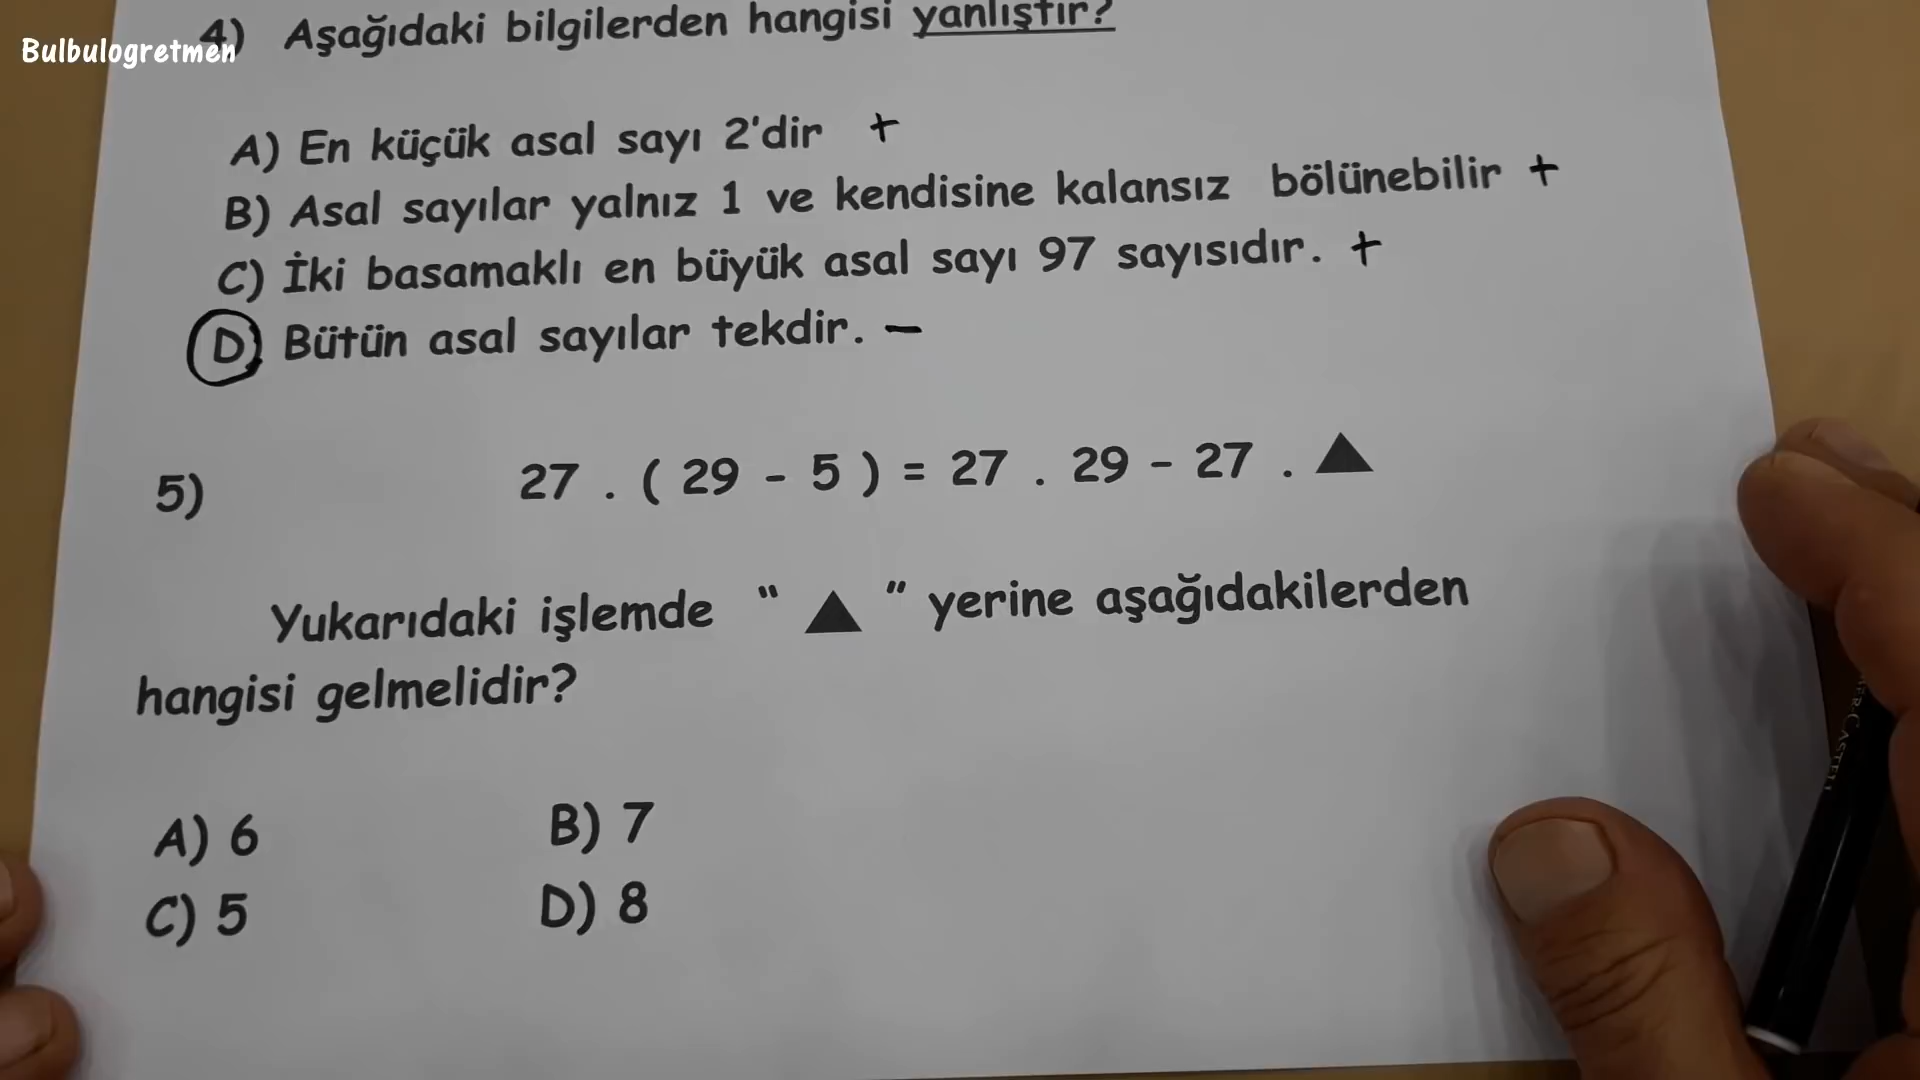 Bulbulogretmen
4) Aşağıdaki bilgilerden hangisi yanlıştır?
A) En küçük asal sayı 2'dir +
B) Asal sayılar yalnız 1 ve kendisine kalansız bölünebilir +
C) İki basamaklı en büyük asal sayı 97 sayısıdır. +
D) Bütün asal sayılar tekdir. -
5) 27 . ( 29 - 5 ) = 27 . 29 - 27 . ▲
Yukarıdaki işlemde " ▲ " yerine aşağıdakilerden
hangisi gelmelidir?
A) 6 B) 7
C) 5 D) 8